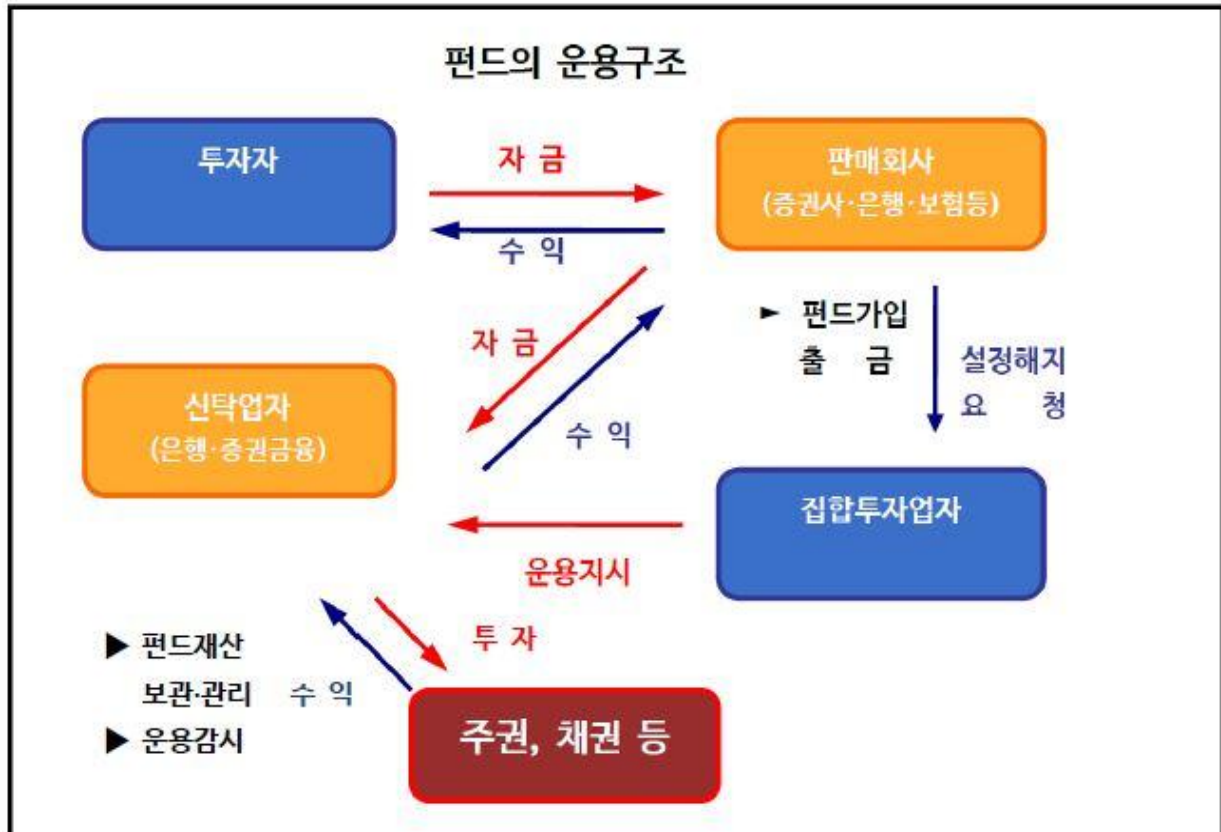 펀드의 운용구조
투자자
자 금
판매회사
(증권사·은행·보험등)
수 익
► 펀드가입
출 금
설정해지
요 청
자 금
수 익
신탁업자
(은행·증권금융)
집합투자업자
운용지시
투 자
▶ 펀드재산
보관·관리
수 익
▶ 운용감시
주권, 채권 등